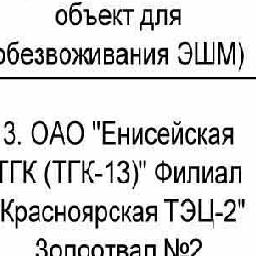 объект для
обезвоживания ЭШМ)
3. ОАО "Енисейская
ТГК (ТГК-13)" Филиал
"Красноярская ТЭЦ-2"
Золоотвал №2